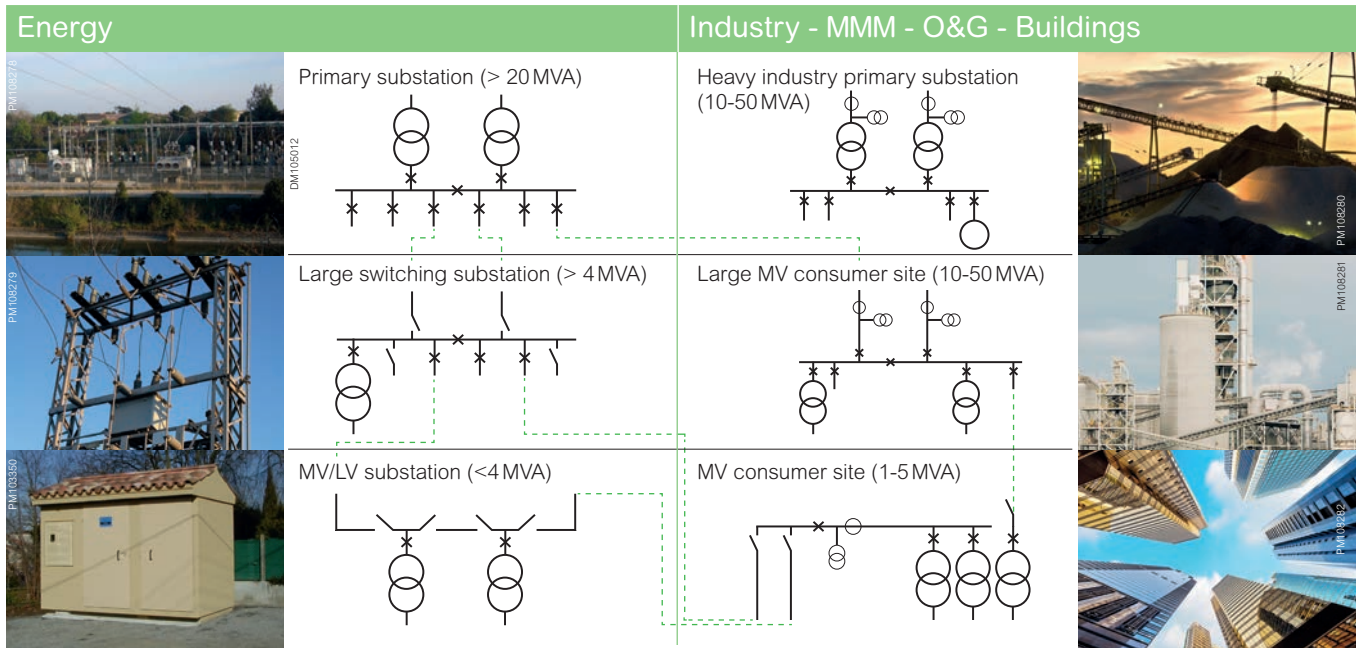 Energy
Industry - MMM - O&G - Buildings
PM108278
Primary substation (> 20 MVA)
DM105012
Heavy industry primary substation
(10-50 MVA)
PM108280
PM108279
Large switching substation (> 4 MVA)
Large MV consumer site (10-50 MVA)
PM108281
PM103350
MV/LV substation (<4 MVA)
MV consumer site (1-5 MVA)
PM108282